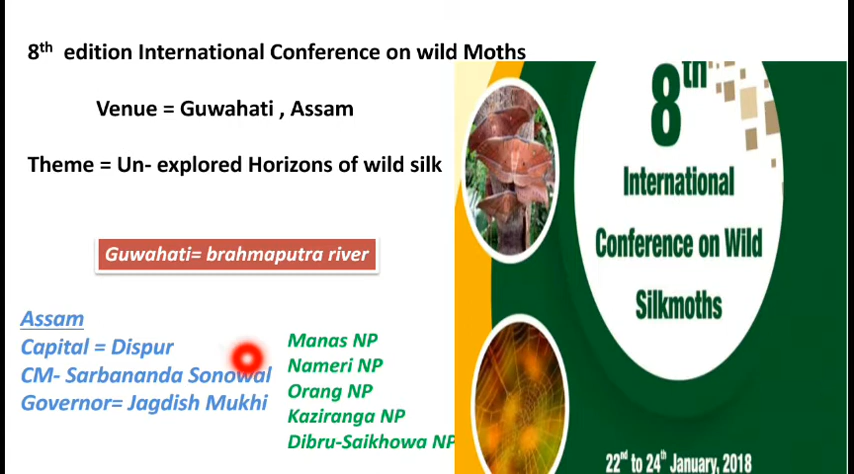 8th edition International Conference on wild Moths
Venue = Guwahati , Assam
Theme = Un- explored Horizons of wild silk
Guwahati= brahmaputra river
Assam
Capital = Dispur
CM- Sarbananda Sonowal
Governor= Jagdish Mukhi
Manas NP
Nameri NP
Orang NP
Kaziranga NP
Dibru-Saikhowa NP
8th
International
Conference on Wild
Silkmoths
22nd to 24th January, 2018